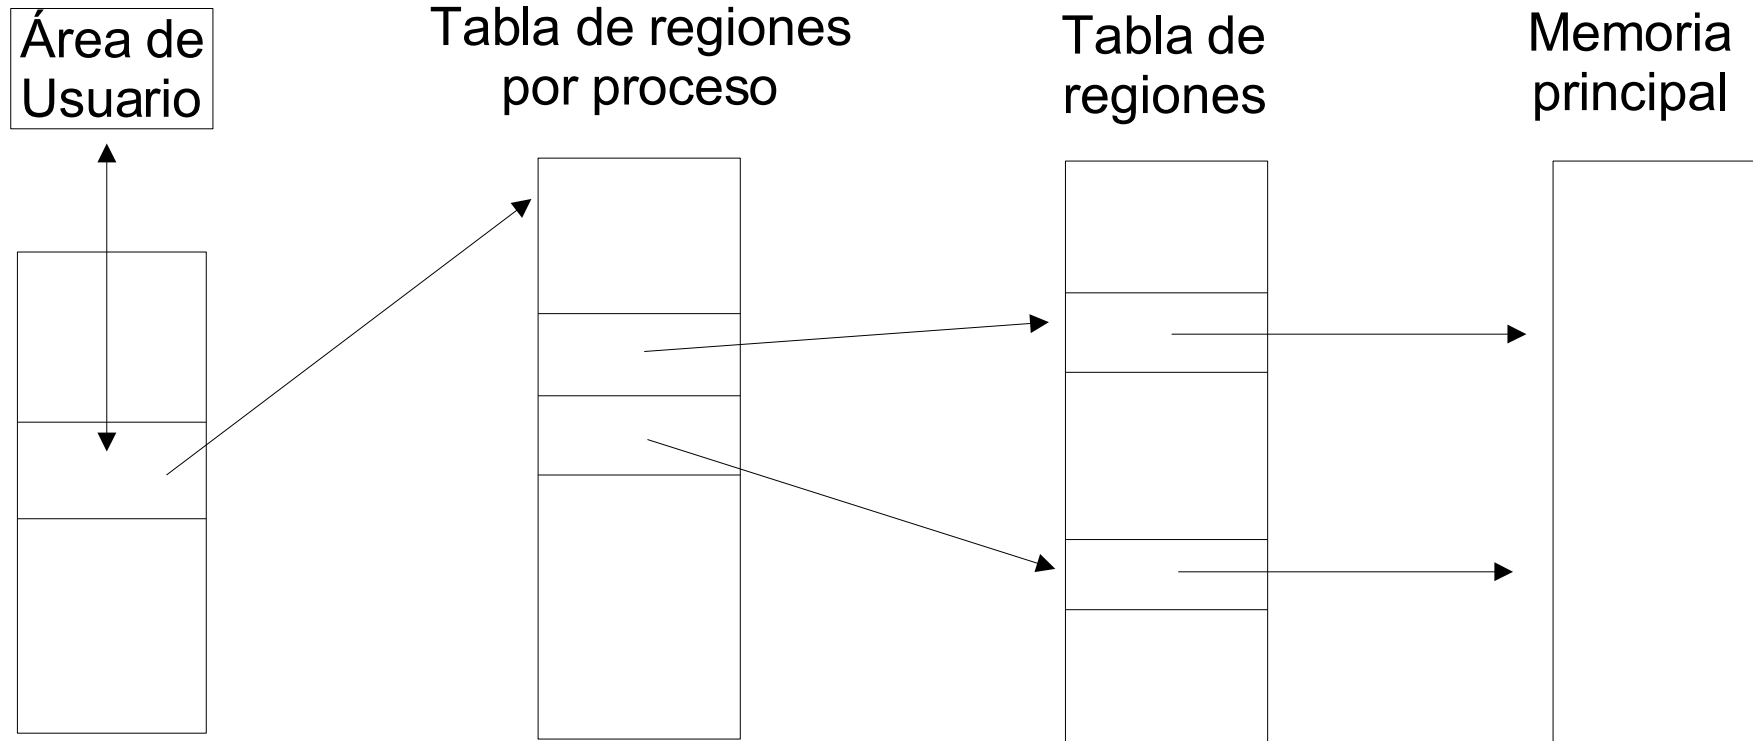 Área de
Usuario
Tabla de regiones
por proceso
Tabla de
regiones
Memoria
principal